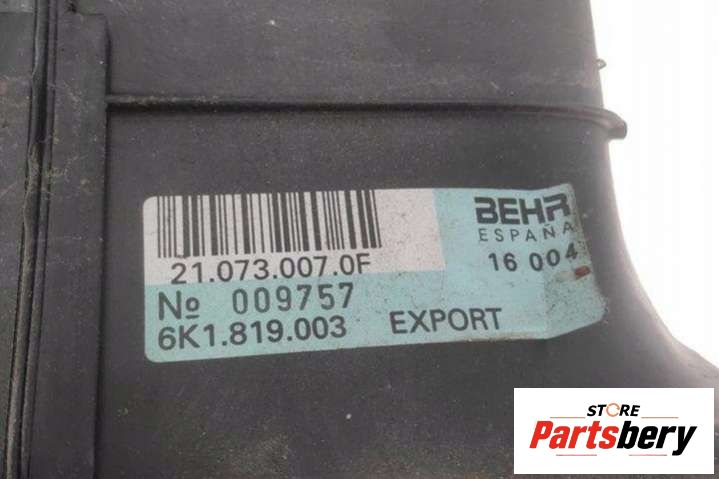 21.073.007.0F
BEHR
ESPAÑA
16 004
№ 009757
6K1.819.003 EXPORT
STORE
Partsbery